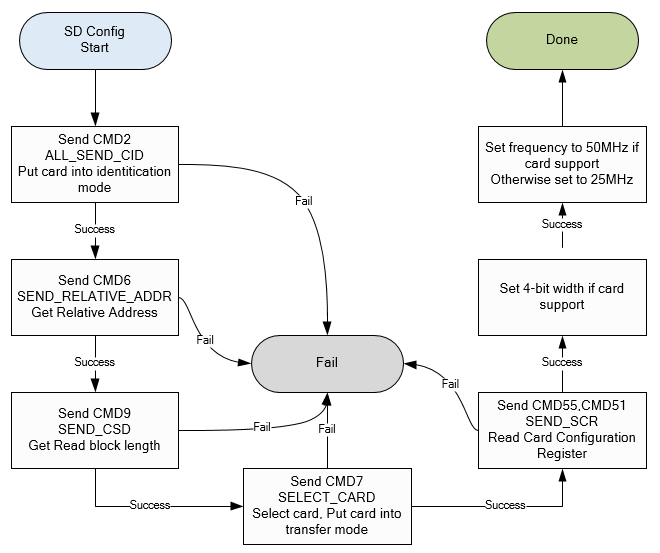 SD Config
Start
Done
Send CMD2
ALL_SEND_CID
Put card into identitication
mode
Set frequency to 50MHz if
card support
Otherwise set to 25MHz
Fail
Success
Success
Send CMD6
SEND_RELATIVE_ADDR
Get Relative Address
Set 4-bit width if card
support
Fail
Fail
Success
Success
Fail
Send CMD9
SEND_CSD
Get Read block length
Fail
Fail
Send CMD55,CMD51
SEND_SCR
Read Card Configuration
Register
Send CMD7
SELECT_CARD
Select card, Put card into
transfer mode
Success
Success